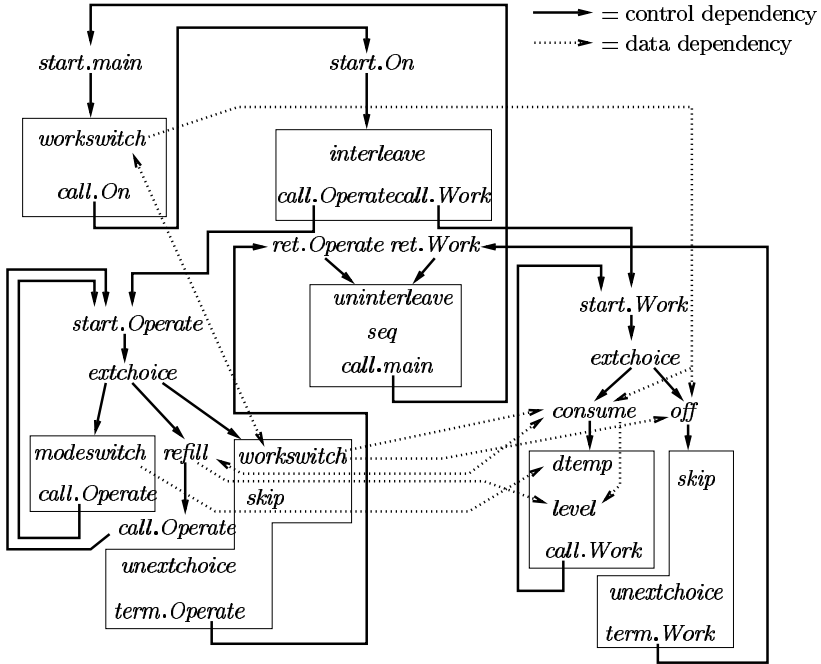 = control dependency
= data dependency
start.main
start.On
workswitch
call.On
interleave
call.Operate call.Work
ret.Operate ret.Work
uninterleave
seq
call.main
start.Operate
extchoice
modeswitch
call.Operate
refill
call.Operate
workswitch
skip
unextchoice
term.Operate
start.Work
extchoice
consume
off
dtemp
level
call.Work
skip
unextchoice
term.Work